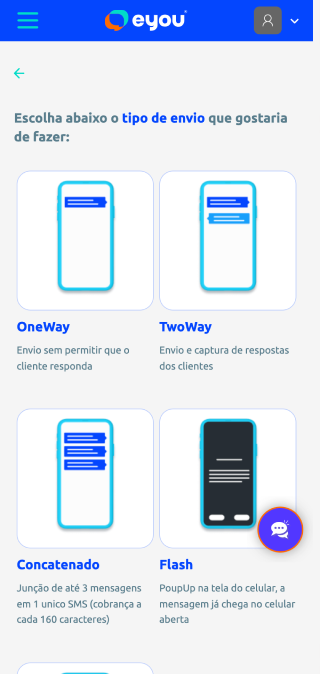 eyou
Escolha abaixo o tipo de envio que gostaria
de fazer:
OneWay
Envio sem permitir que o
cliente responda
TwoWay
Envio e captura de respostas
dos clientes
Concatenado
Junção de até 3 mensagens
em 1 unico SMS (cobrança a
cada 160 caracteres)
Flash
PoupUp na tela do celular, a
mensagem já chega no celular
aberta